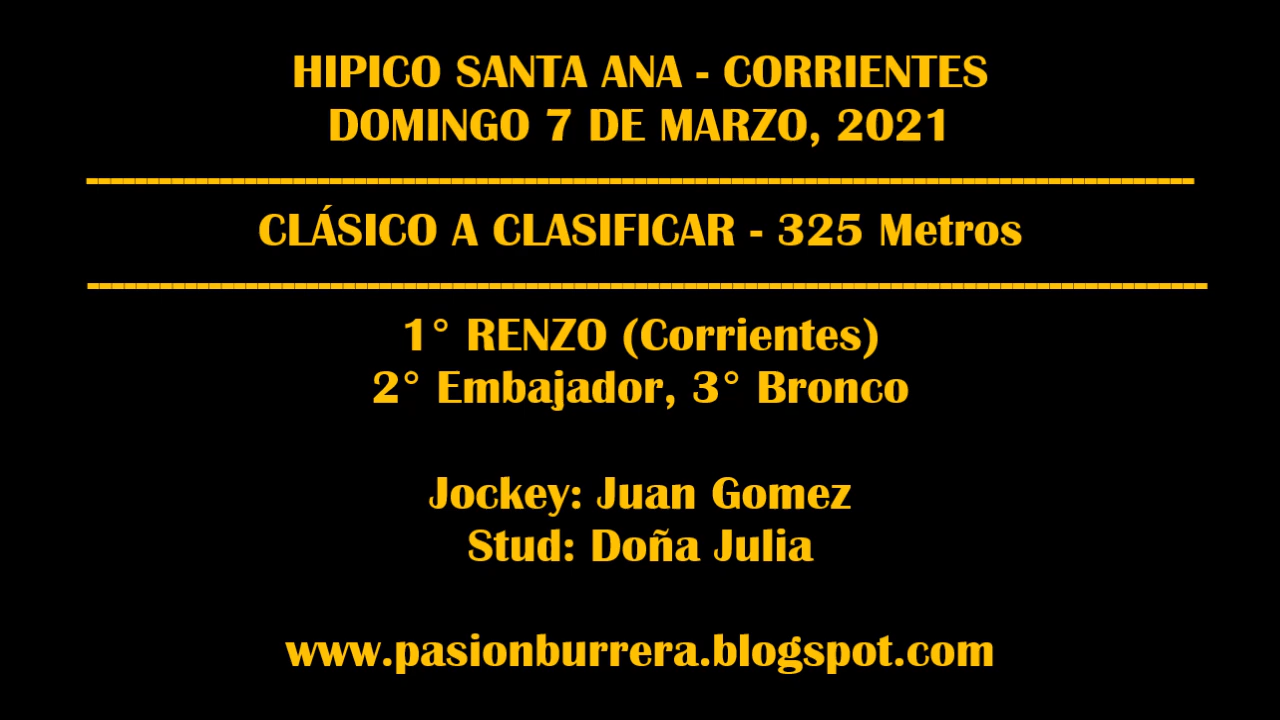 HIPICO SANTA ANA - CORRIENTES
DOMINGO 7 DE MARZO, 2021
CLÁSICO A CLASIFICAR - 325 Metros
1° RENZO (Corrientes)
2° Embajador, 3° Bronco
Jockey: Juan Gomez
Stud: Doña Julia
www.pasionburrera.blogspot.com